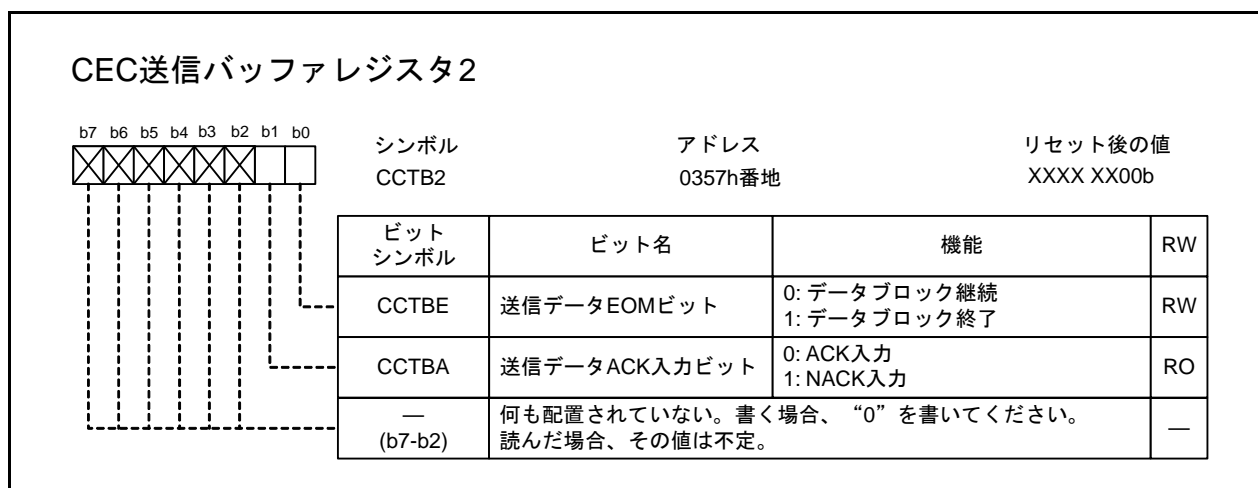 CEC送信バッファレジスタ2
b7 b6 b5 b4 b3 b2 b1 b0
シンボル アドレス リセット後の値
CCTB2 0357h番地 XXXX XX00b
ビット
シンボル
ビット名 機能 RW
CCTBE 送信データEOMビット
0: データブロック継続
1: データブロック終了
RW
CCTBA 送信データACK入力ビット
0: ACK入力
1: NACK入力
RO
—
(b7-b2)
何も配置されていない。書く場合、“0”を書いてください。
読んだ場合、その値は不定。
—